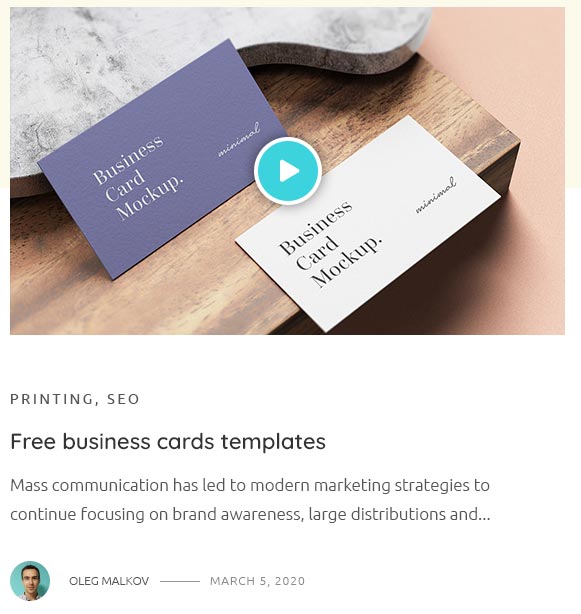 Business
Card
Mockup.
minimal
Business
Card
Mockup.
minimal
PRINTING, SEO
Free business cards templates
Mass communication has led to modern marketing strategies to
continue focusing on brand awareness, large distributions and...
OLEG MALKOV
MARCH 5, 2020